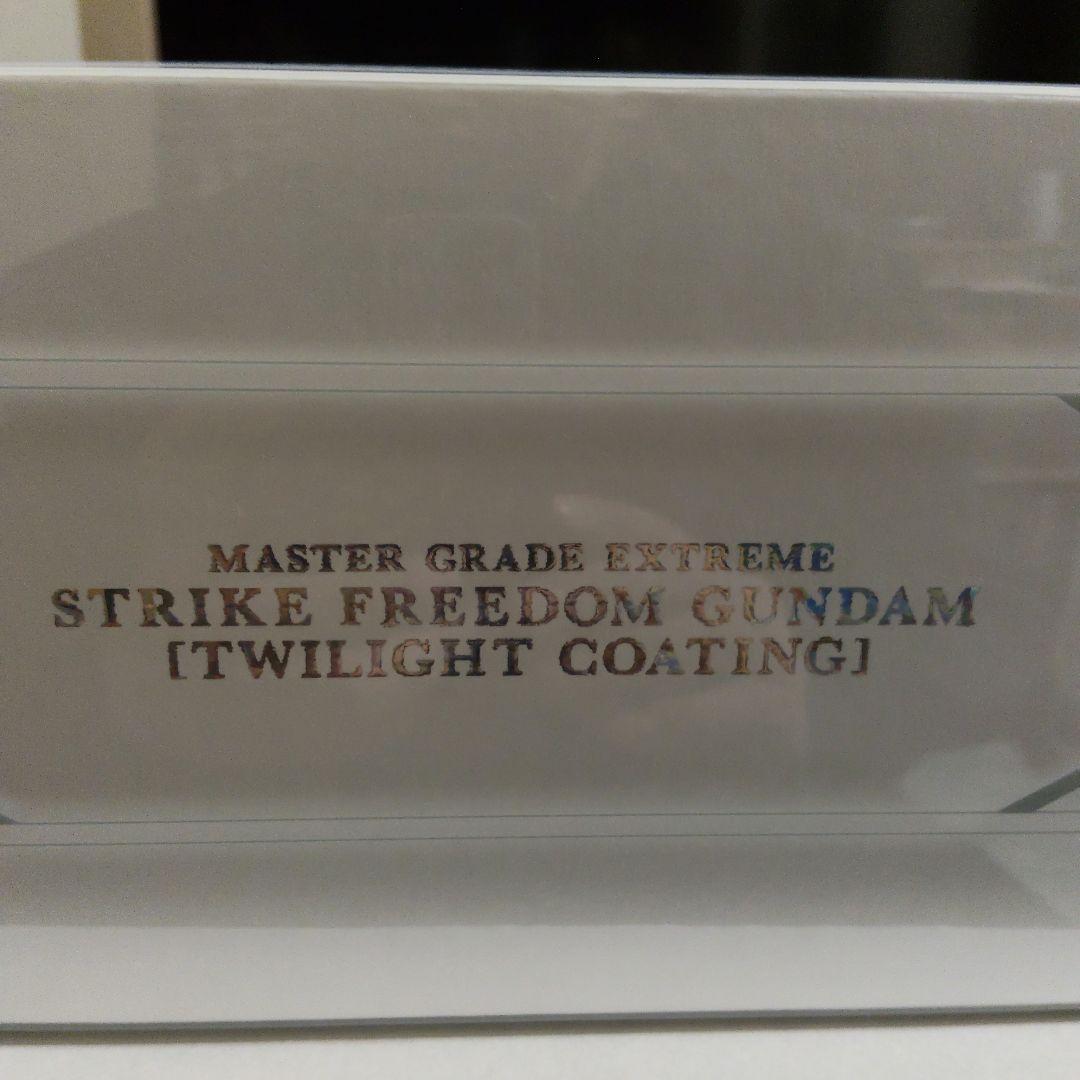 MASTER GRADE EXTREME
STRIKE FREEDOM GUNDAM
[TWILIGHT COATING]